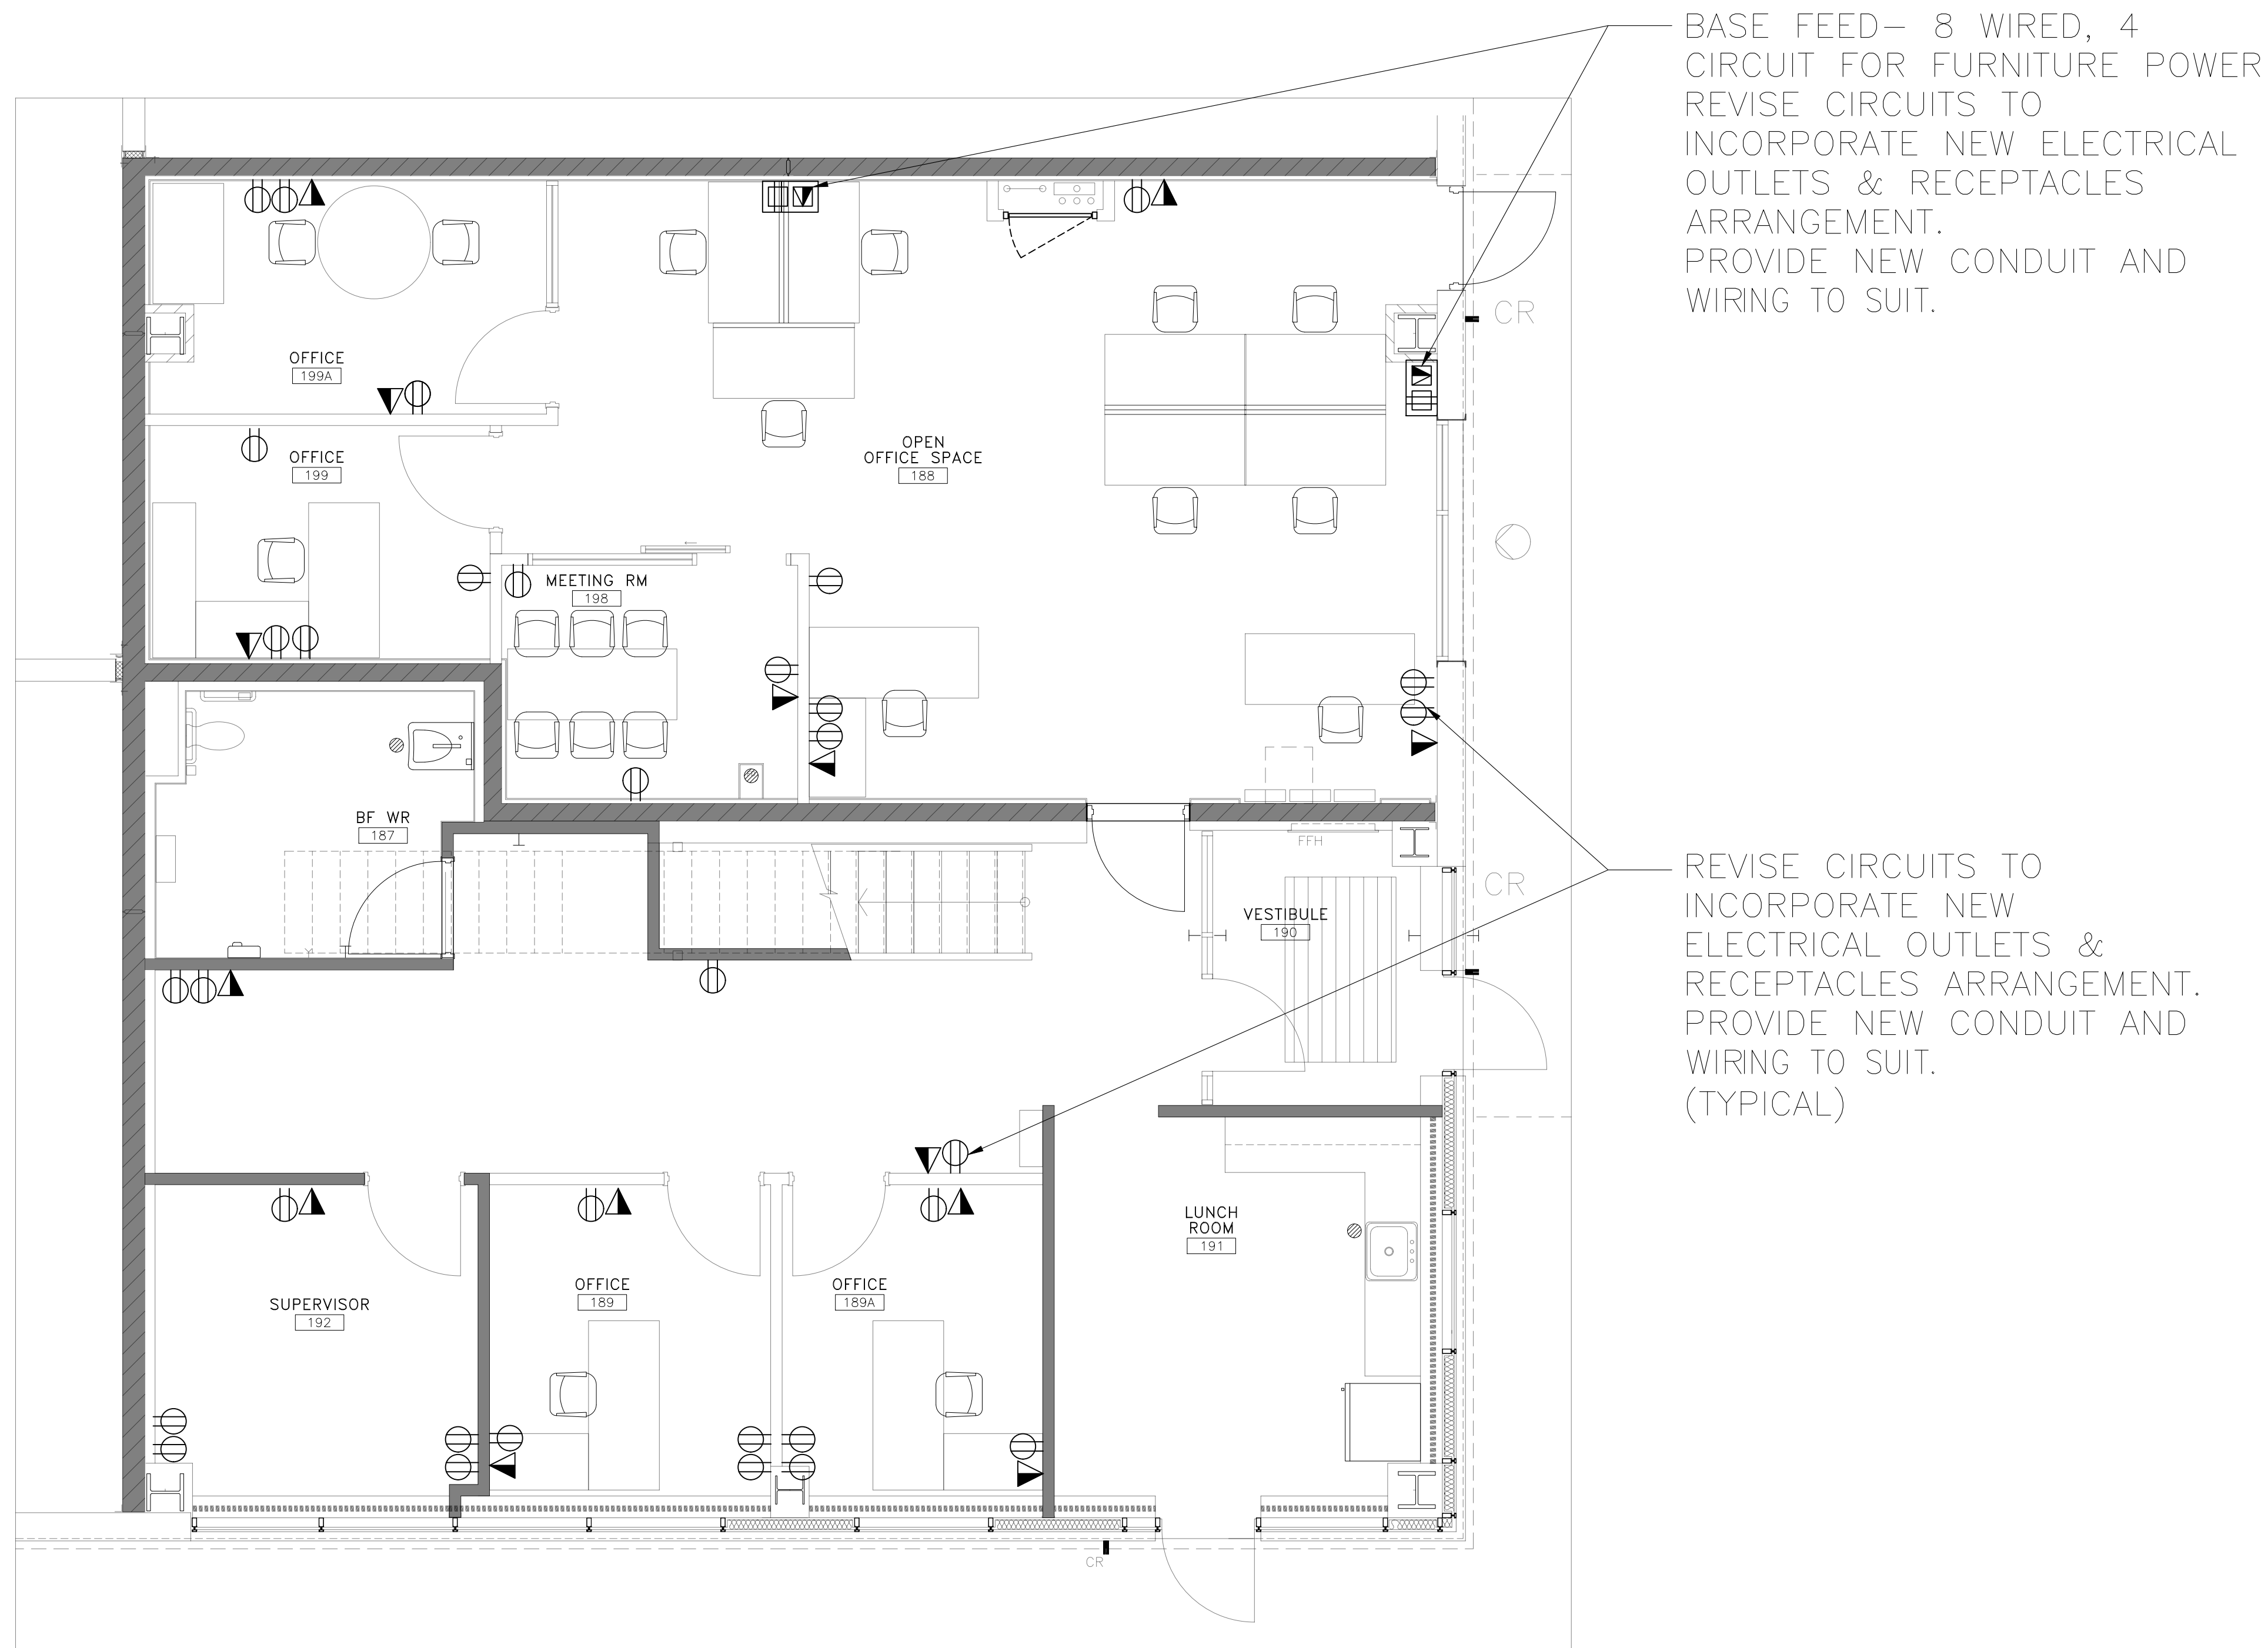 BASE FEED- 8 WIRED, 4
CIRCUIT FOR FURNITURE POWER
REVISE CIRCUITS TO
INCORPORATE NEW ELECTRICAL
OUTLETS & RECEPTACLES
ARRANGEMENT.
PROVIDE NEW CONDUIT AND
WIRING TO SUIT.
CR
OFFICE
199A
OFFICE
199
OPEN
OFFICE SPACE
188
MEETING RM
198
BF WR
187
FFH
CR
VESTIBULE
190
REVISE CIRCUITS TO
INCORPORATE NEW
ELECTRICAL OUTLETS &
RECEPTACLES ARRANGEMENT.
PROVIDE NEW CONDUIT AND
WIRING TO SUIT.
(TYPICAL)
SUPERVISOR
192
OFFICE
189
OFFICE
189A
LUNCH
ROOM
191
CR